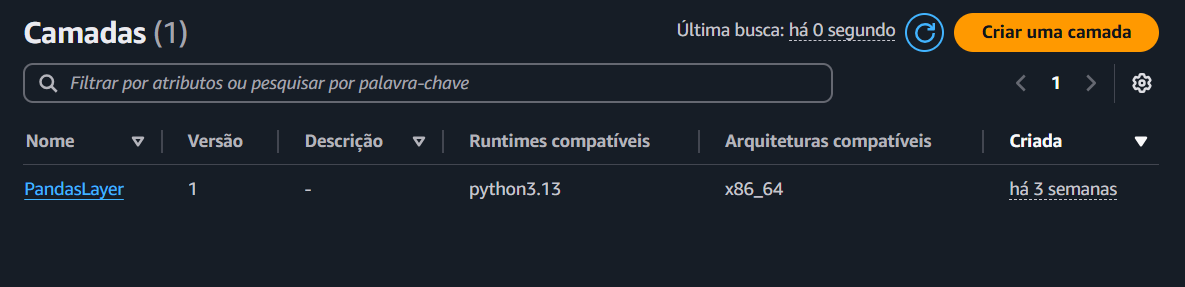 Camadas (1)
Última busca: há 0 segundo
Criar uma camada
Filtrar por atributos ou pesquisar por palavra-chave
1
Nome Versão Descrição Runtimes compatíveis Arquiteturas compatíveis Criada
PandasLayer 1 - python3.13 x86_64 há 3 semanas